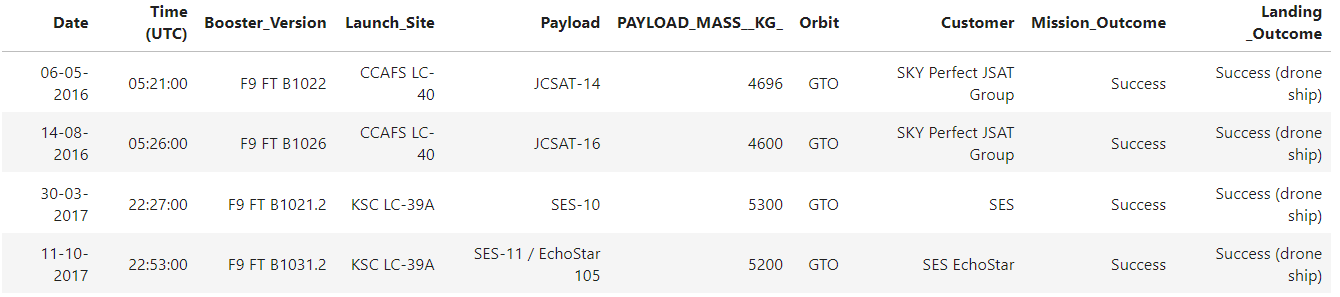 Date Time (UTC) Booster_Version Launch_Site Payload PAYLOAD_MASS__KG_ Orbit Customer Mission_Outcome Landing _Outcome
06-05-2016 05:21:00 F9 FT B1022 CCAFS LC-40 JCSAT-14 4696 GTO SKY Perfect JSAT Group Success Success (drone ship)
14-08-2016 05:26:00 F9 FT B1026 CCAFS LC-40 JCSAT-16 4600 GTO SKY Perfect JSAT Group Success Success (drone ship)
30-03-2017 22:27:00 F9 FT B1021.2 KSC LC-39A SES-10 5300 GTO SES Success Success (drone ship)
11-10-2017 22:53:00 F9 FT B1031.2 KSC LC-39A SES-11 / EchoStar 105 5200 GTO SES EchoStar Success Success (drone ship)